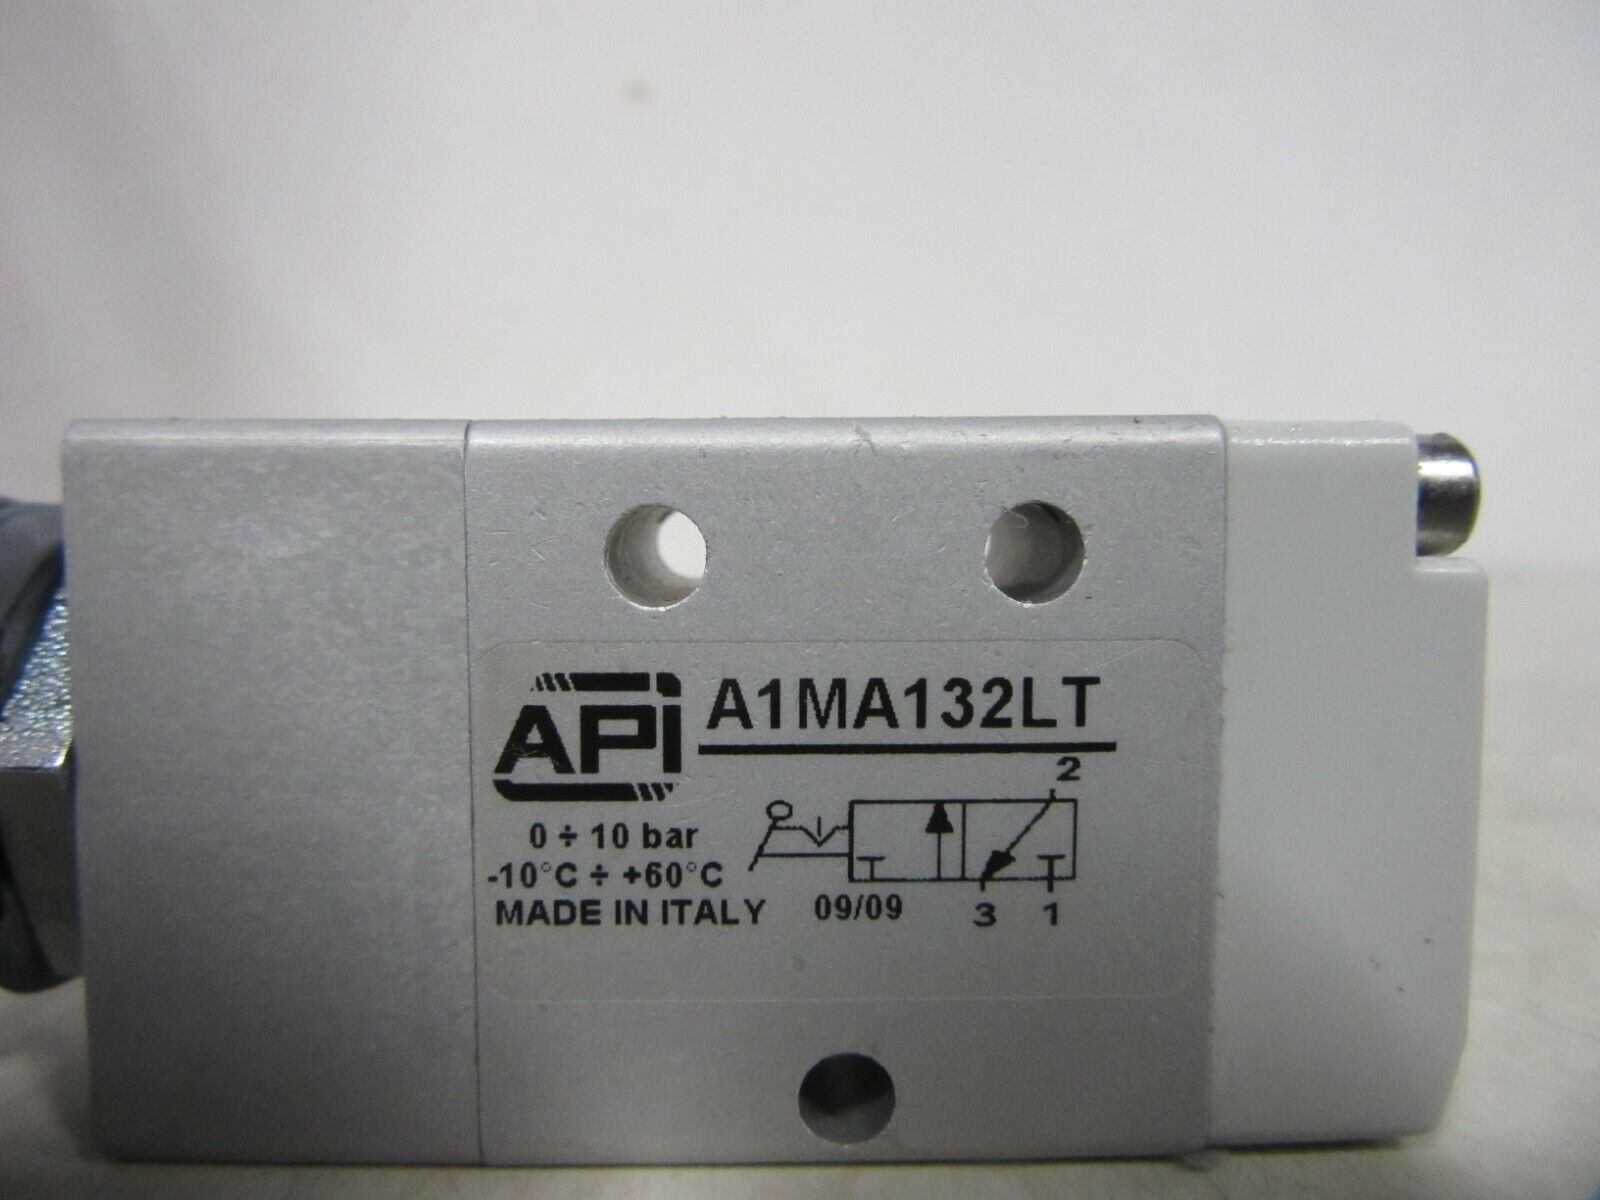 API A1MA132LT
2
0 ÷ 10 bar
-10°C ÷ +60°C
MADE IN ITALY 09/09 3 1